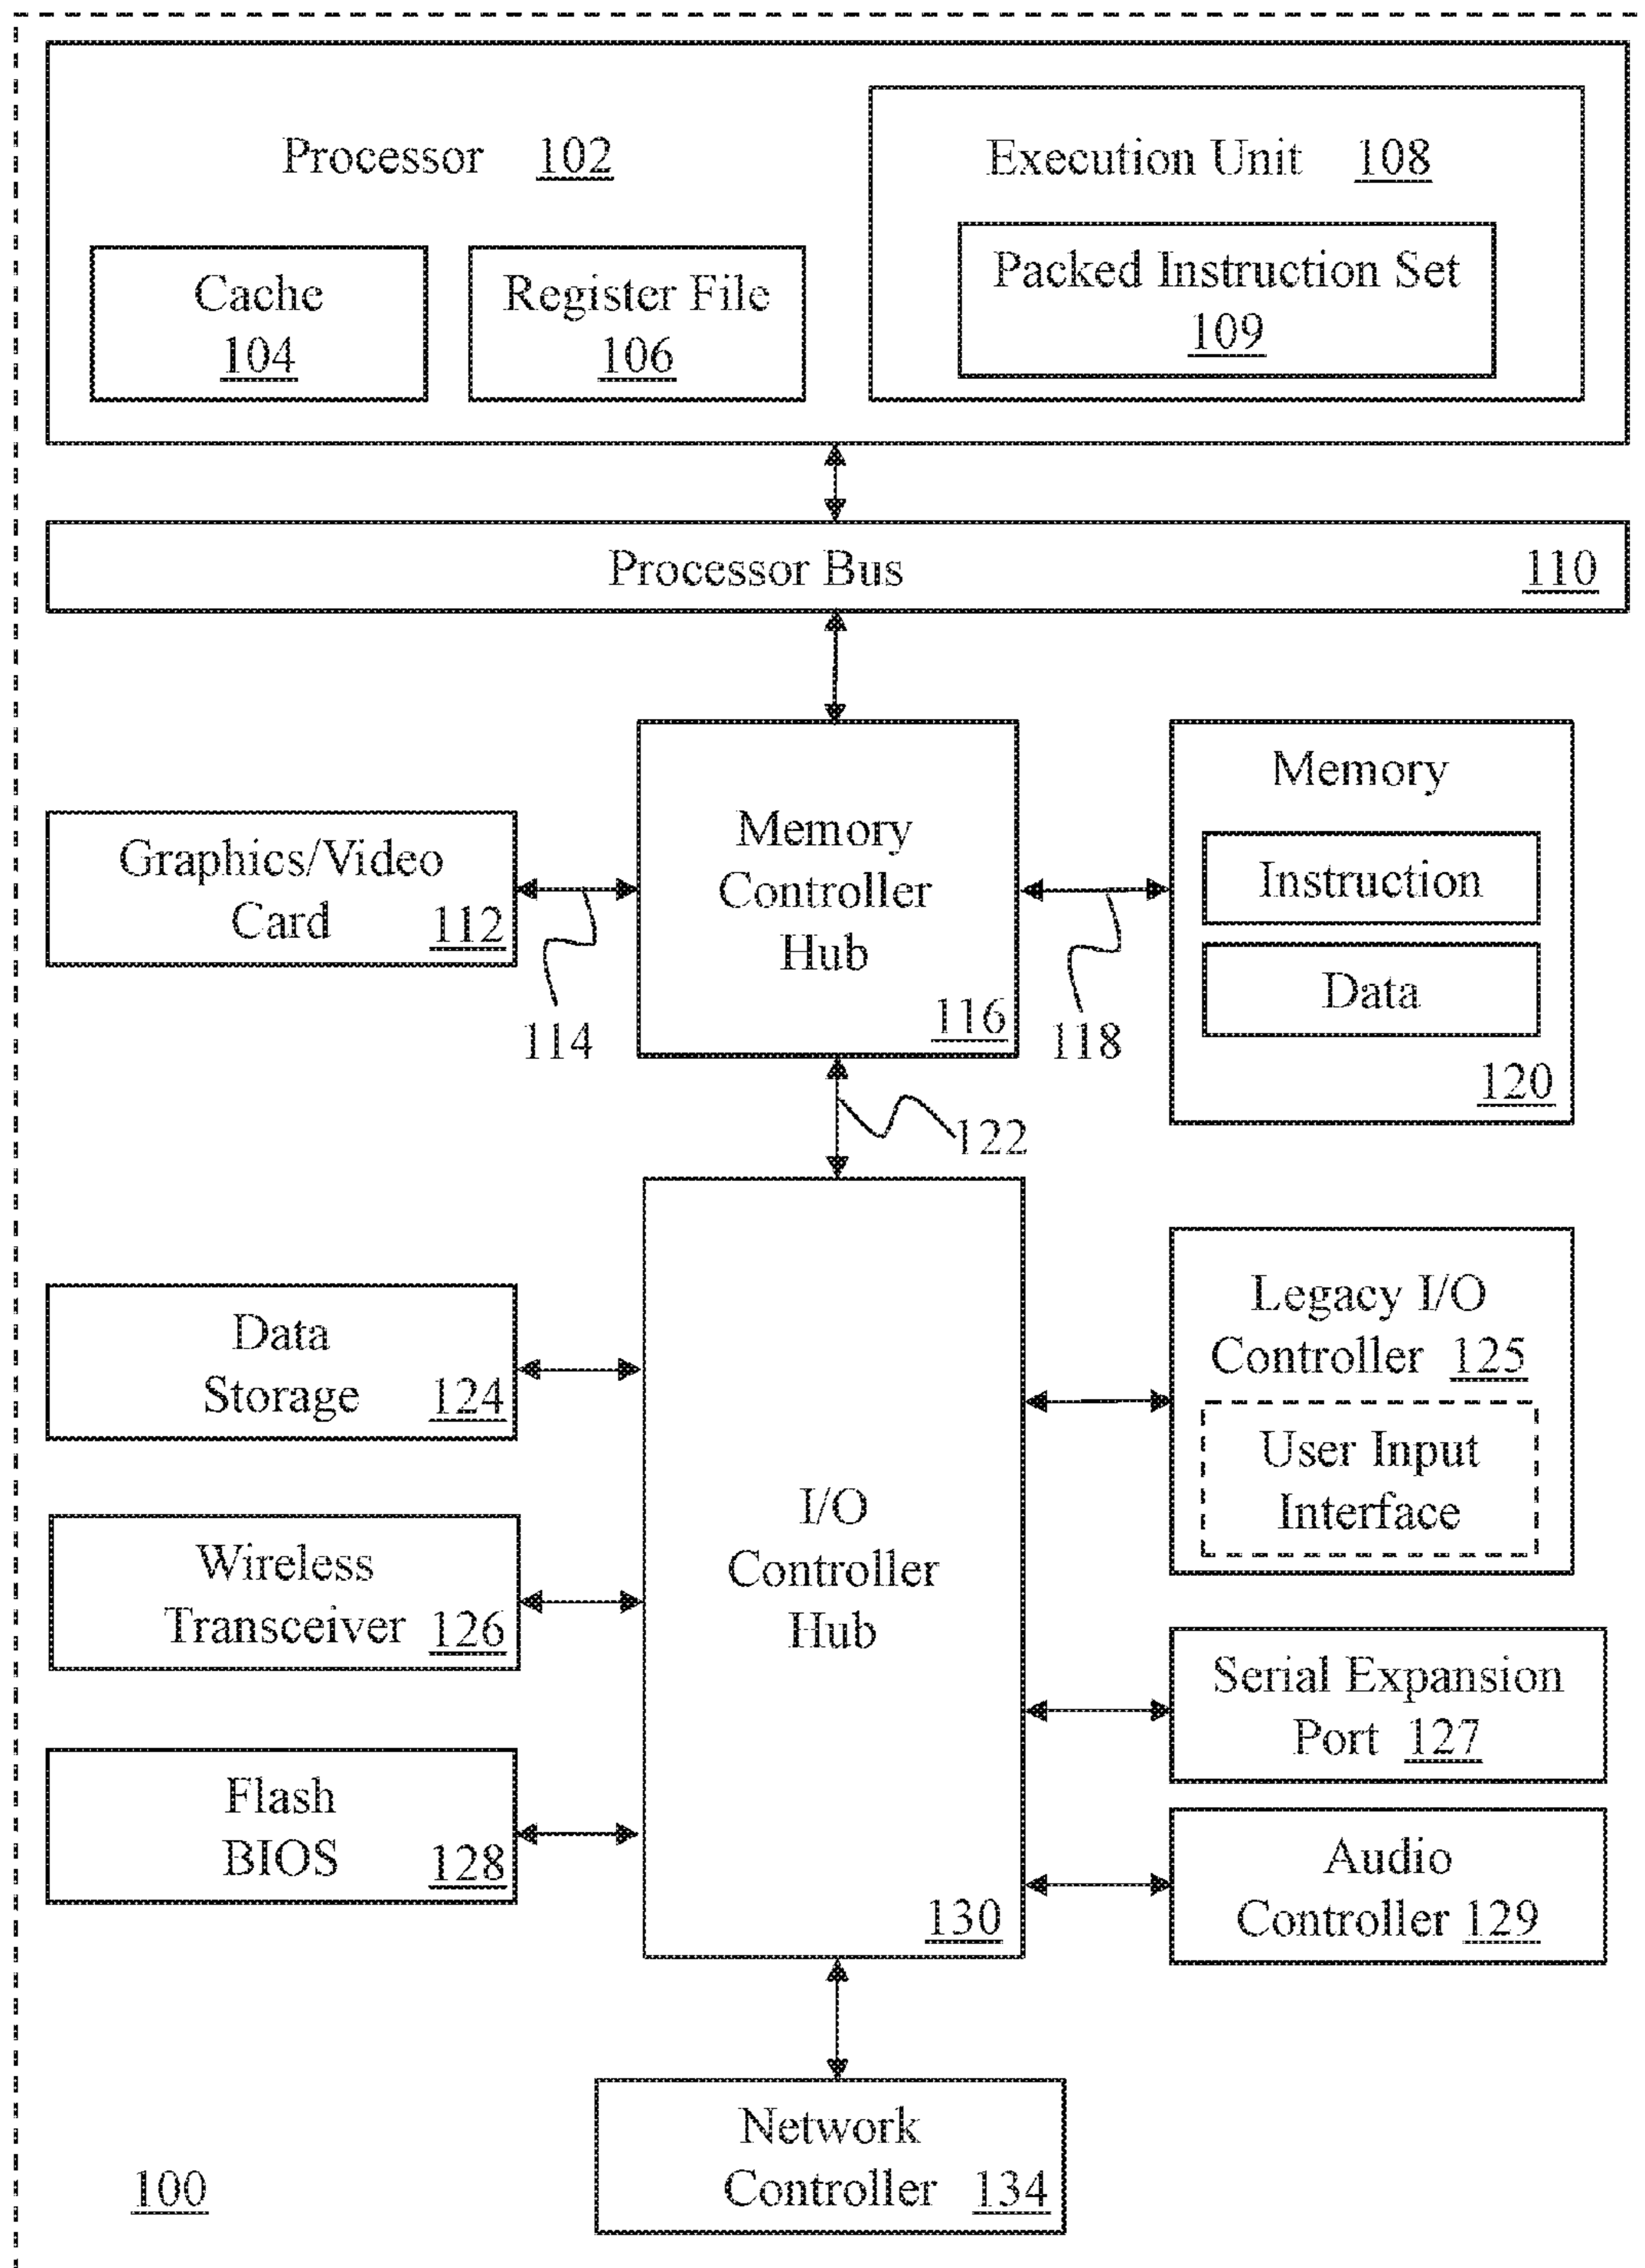 Processor 102
Execution Unit 108
Packed Instruction Set
109
Cache
104
Register File
106
Processor Bus 110
Graphics/Video
Card 112
114
Memory
Controller
Hub
116
118
Memory
Instruction
Data
120
122
Data
Storage 124
Wireless
Transceiver 126
Flash
BIOS 128
I/O
Controller
Hub
130
Legacy I/O
Controller 125
User Input
Interface
Serial Expansion
Port 127
Audio
Controller 129
Network
Controller 134
100